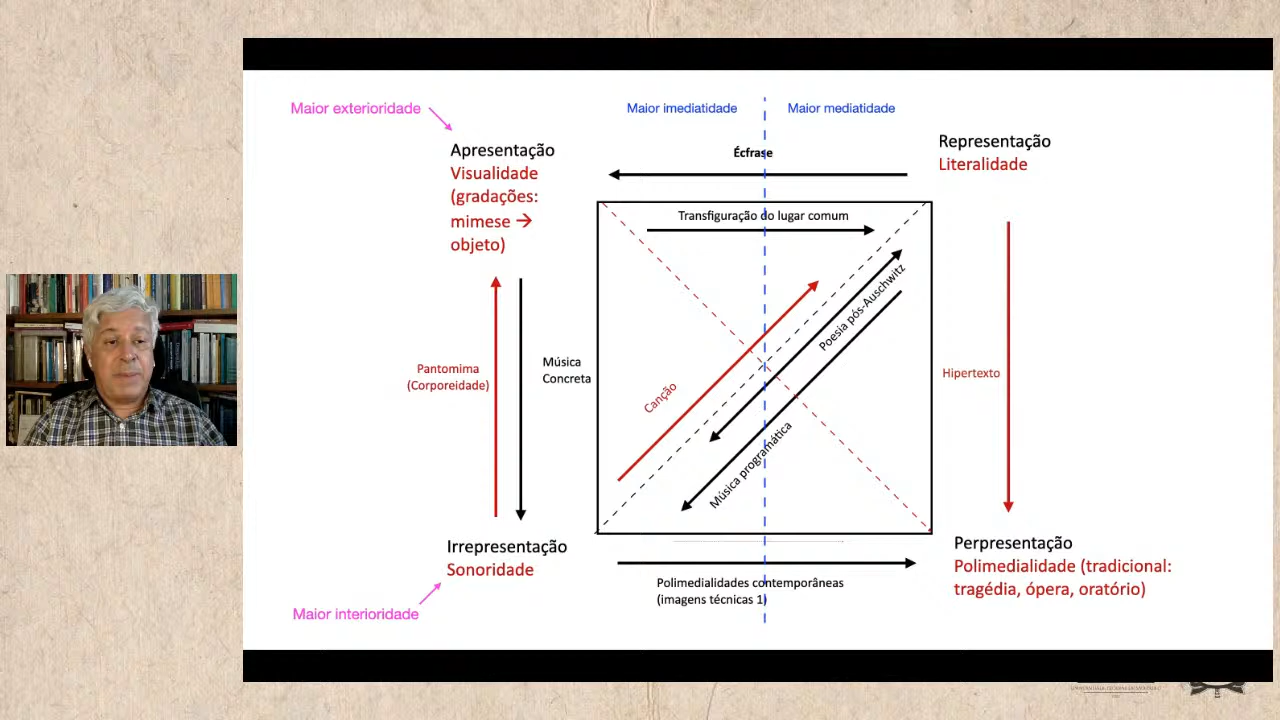 Maior exterioridade
Maior imediatidade
Maior mediatidade
Apresentação
Visualidade
(gradações:
mimese →
objeto)
Écfrase
Representação
Literalidade
Transfiguração do lugar comum
Poesia pós-Auschwitz
Canção
Música programática
Pantomima
(Corporeidade)
Música
Concreta
Hipertexto
Irrepresentação
Sonoridade
Maior interioridade
Polimedialidades contemporâneas
(imagens técnicas 1)
Perpresentação
Polimedialidade (tradicional:
tragédia, ópera, oratório)